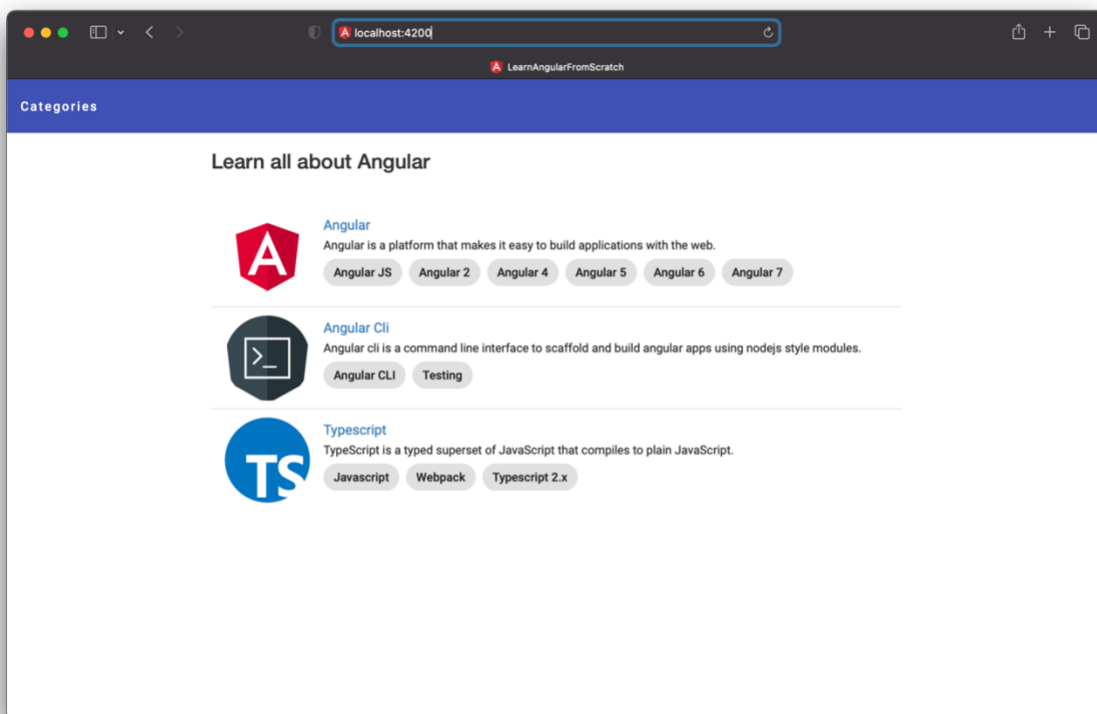 localhost:4200
LearnAngularFromScratch
Categories
Learn all about Angular
Angular
Angular is a platform that makes it easy to build applications with the web.
Angular JS Angular 2 Angular 4 Angular 5 Angular 6 Angular 7
Angular Cli
Angular cli is a command line interface to scaffold and build angular apps using nodejs style modules.
Angular CLI Testing
TS
Typescript
TypeScript is a typed superset of JavaScript that compiles to plain JavaScript.
Javascript Webpack Typescript 2.x